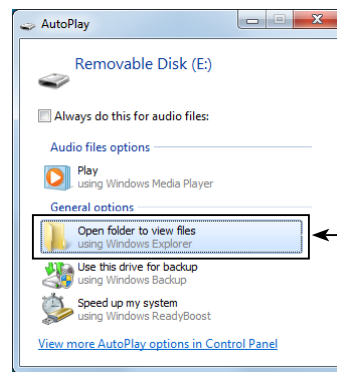 AutoPlay
Removable Disk (E:)
Always do this for audio files:
Audio files options
Play
using Windows Media Player
General options
Open folder to view files
using Windows Explorer
Use this drive for backup
using Windows Backup
Speed up my system
using Windows ReadyBoost
View more AutoPlay options in Control Panel